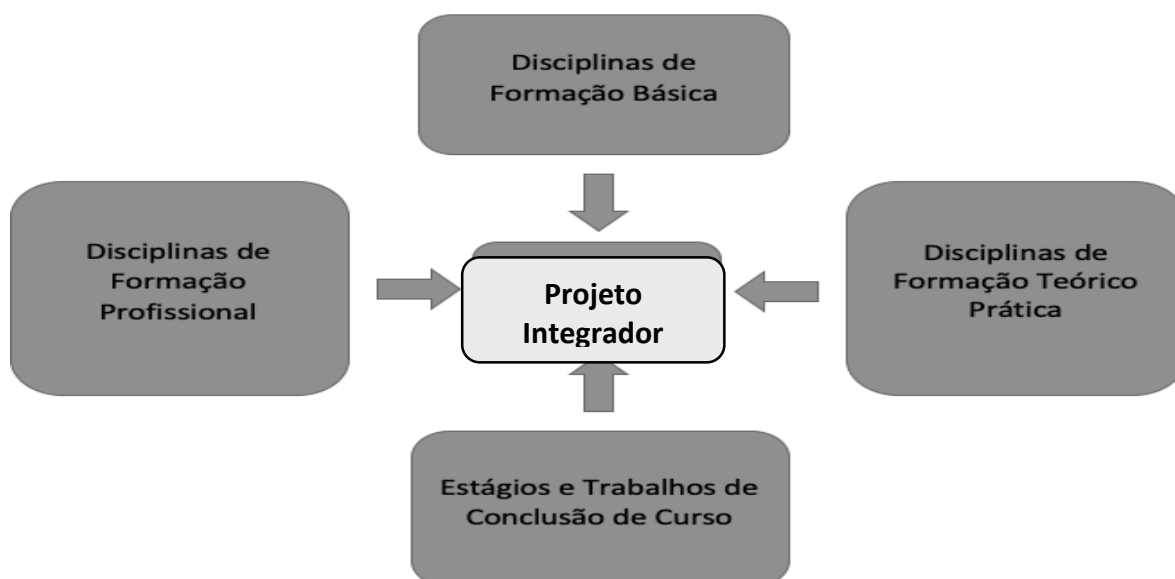 Disciplinas de
Formação Básica
Disciplinas de
Formação
Profissional
Projeto
Integrador
Disciplinas de
Formação Teórico
Prática
Estágios e Trabalhos de
Conclusão de Curso